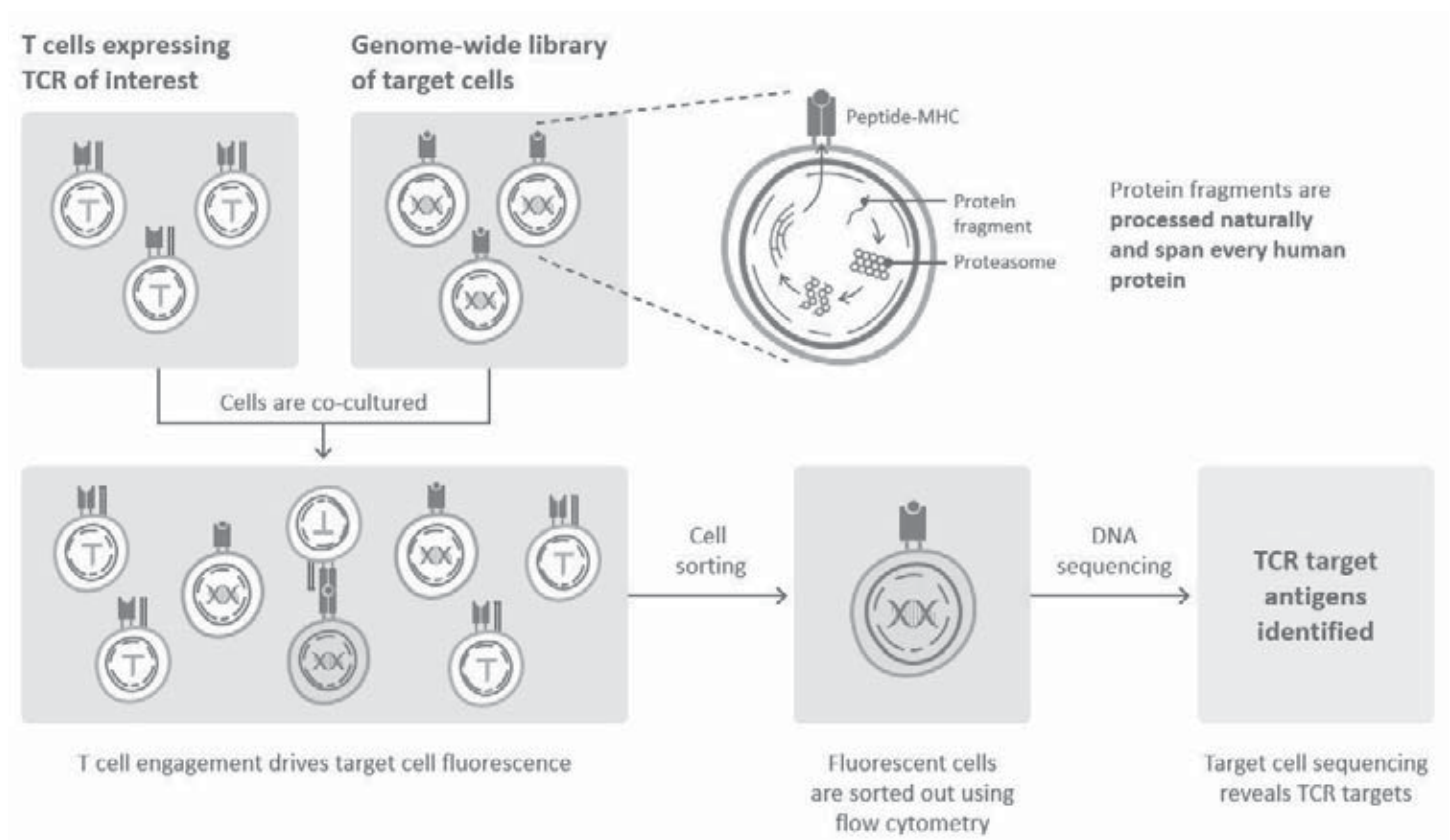 T cells expressing
TCR of interest
Genome-wide library
of target cells
Peptide-MHC
Protein
fragment
Proteasome
Protein fragments are
processed naturally
and span every human
protein
T
T
T
Cells are co-cultured
T
T
T
T
T
Cell
sorting
DNA
sequencing
TCR target
antigens
identified
T cell engagement drives target cell fluorescence
Fluorescent cells
are sorted out using
flow cytometry
Target cell sequencing
reveals TCR targets